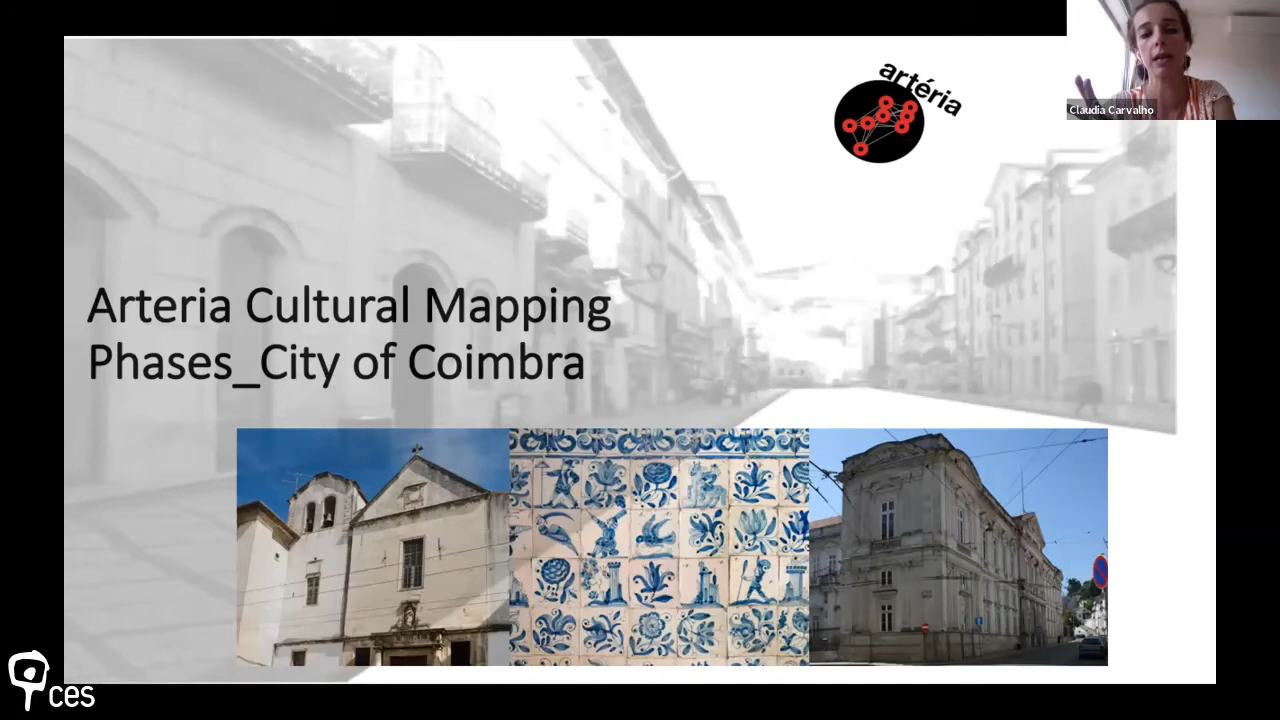 artéria
Claudia Carvalho
Arteria Cultural Mapping
Phases_City of Coimbra
ces